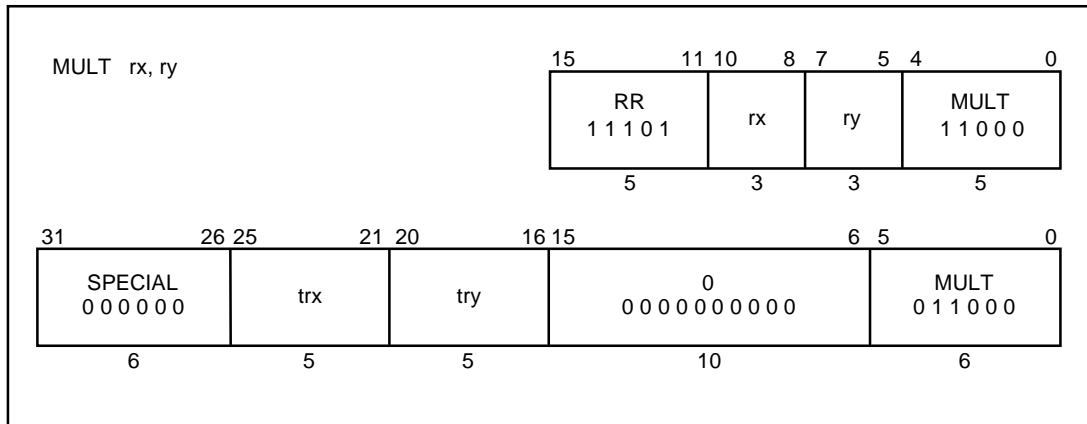 MULT rx, ry
15 11 10 8 7 5 4 0
RR rx ry MULT
1 1 1 0 1 1 1 0 0 0
5 3 3 5
31 26 25 21 20 16 15 6 5 0
SPECIAL trx try 0 MULT
0 0 0 0 0 0 0 0 0 0 0 0 0 0 0 0 0 1 1 0 0 0
6 5 5 10 6